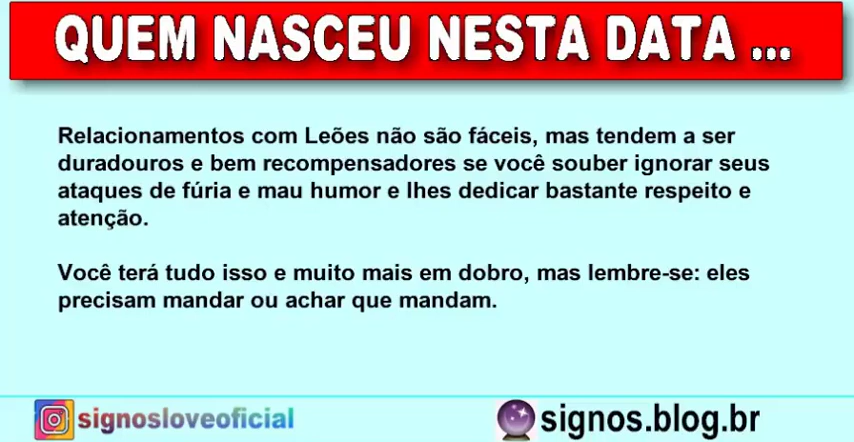 QUEM NASCEU NESTA DATA ...
Relacionamentos com Leões não são fáceis, mas tendem a ser
duradouros e bem recompensadores se você souber ignorar seus
ataques de fúria e mau humor e lhes dedicar bastante respeito e
atenção.
Você terá tudo isso e muito mais em dobro, mas lembre-se: eles
precisam mandar ou achar que mandam.
signosloveoficial
signos.blog.br